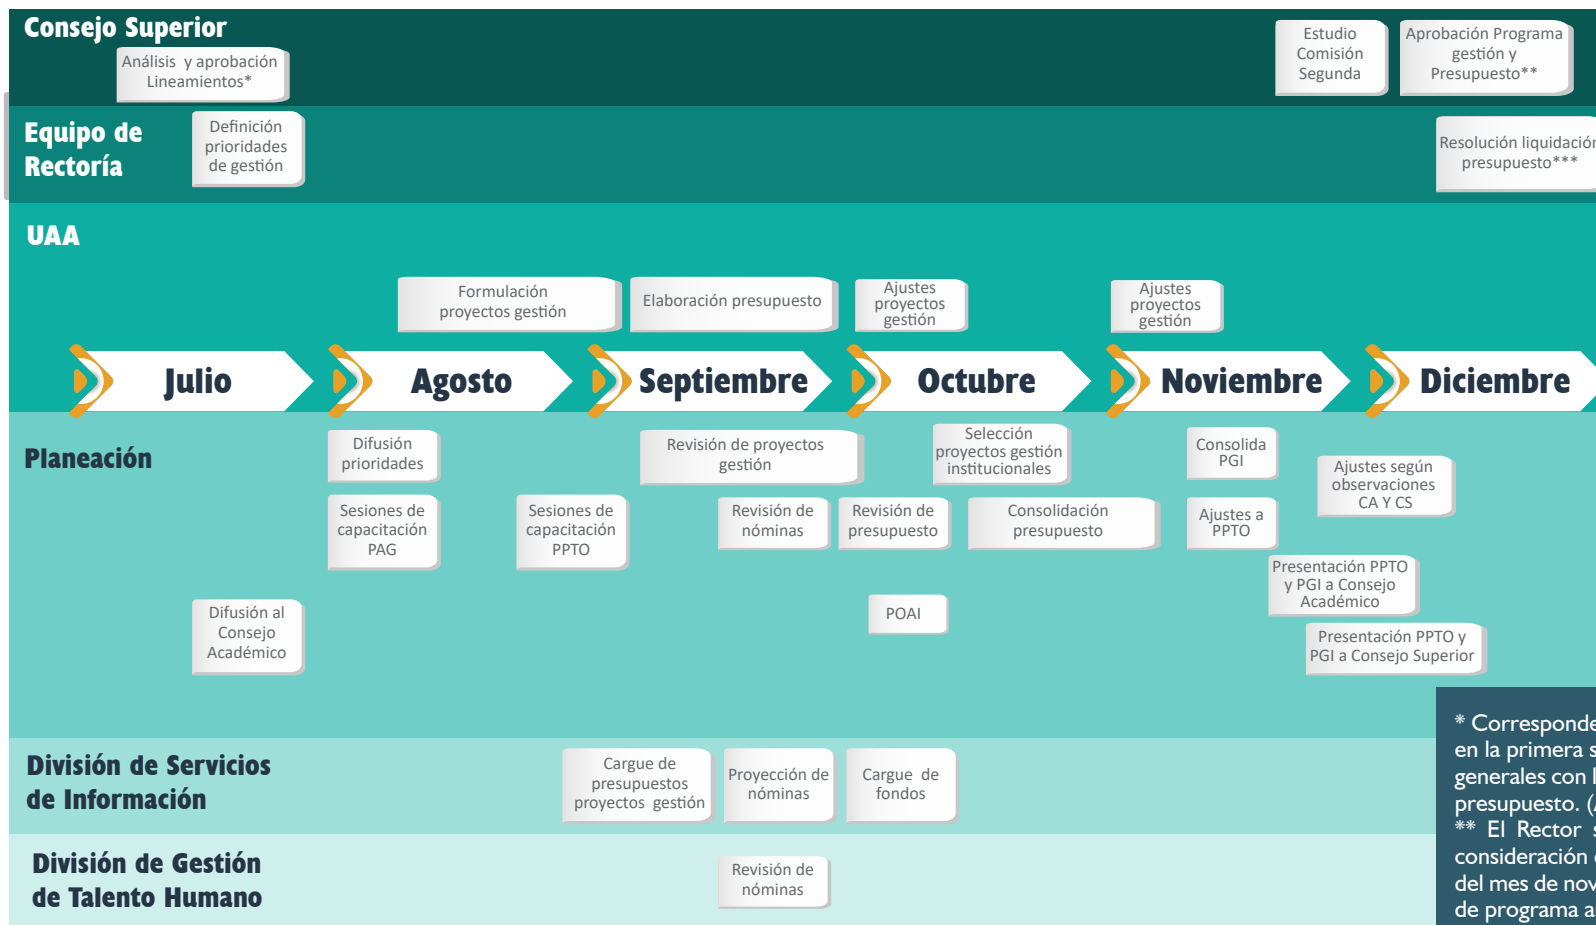 Consejo Superior
Análisis y aprobación
Lineamientos*
Estudio
Comisión
Segunda
Aprobación Programa
gestión y
Presupuesto**
Equipo de
Rectoría
Definición
prioridades
de gestión
Resolución liquidación
presupuesto***
UAA
Formulación
proyectos gestión
Elaboración presupuesto
Ajustes
proyectos
gestión
Ajustes
proyectos
gestión
Julio
Agosto
Septiembre
Octubre
Noviembre
Diciembre
Planeación
Difusión
prioridades
Revisión de proyectos
gestión
Selección
proyectos gestión
institucionales
Consolida
PGI
Ajustes según
observaciones
CA Y CS
Sesiones de
capacitación
PAG
Sesiones de
capacitación
PPTO
Revisión de
nóminas
Revisión de
presupuesto
Consolidación
presupuesto
Ajustes a
PPTO
Presentación PPTO
y PGI a Consejo
Académico
Difusión al
Consejo
Académico
POAI
Presentación PPTO y
PGI a Consejo Superior
División de Servicios
de Información
Cargue de
presupuestos
proyectos gestión
Proyección de
nóminas
Cargue de
fondos
División de Gestión
de Talento Humano
Revisión de
nóminas
* Corresponde
en la primera s
generales con l
presupuesto. (
** El Rector s
consideración
del mes de nov
de programa a